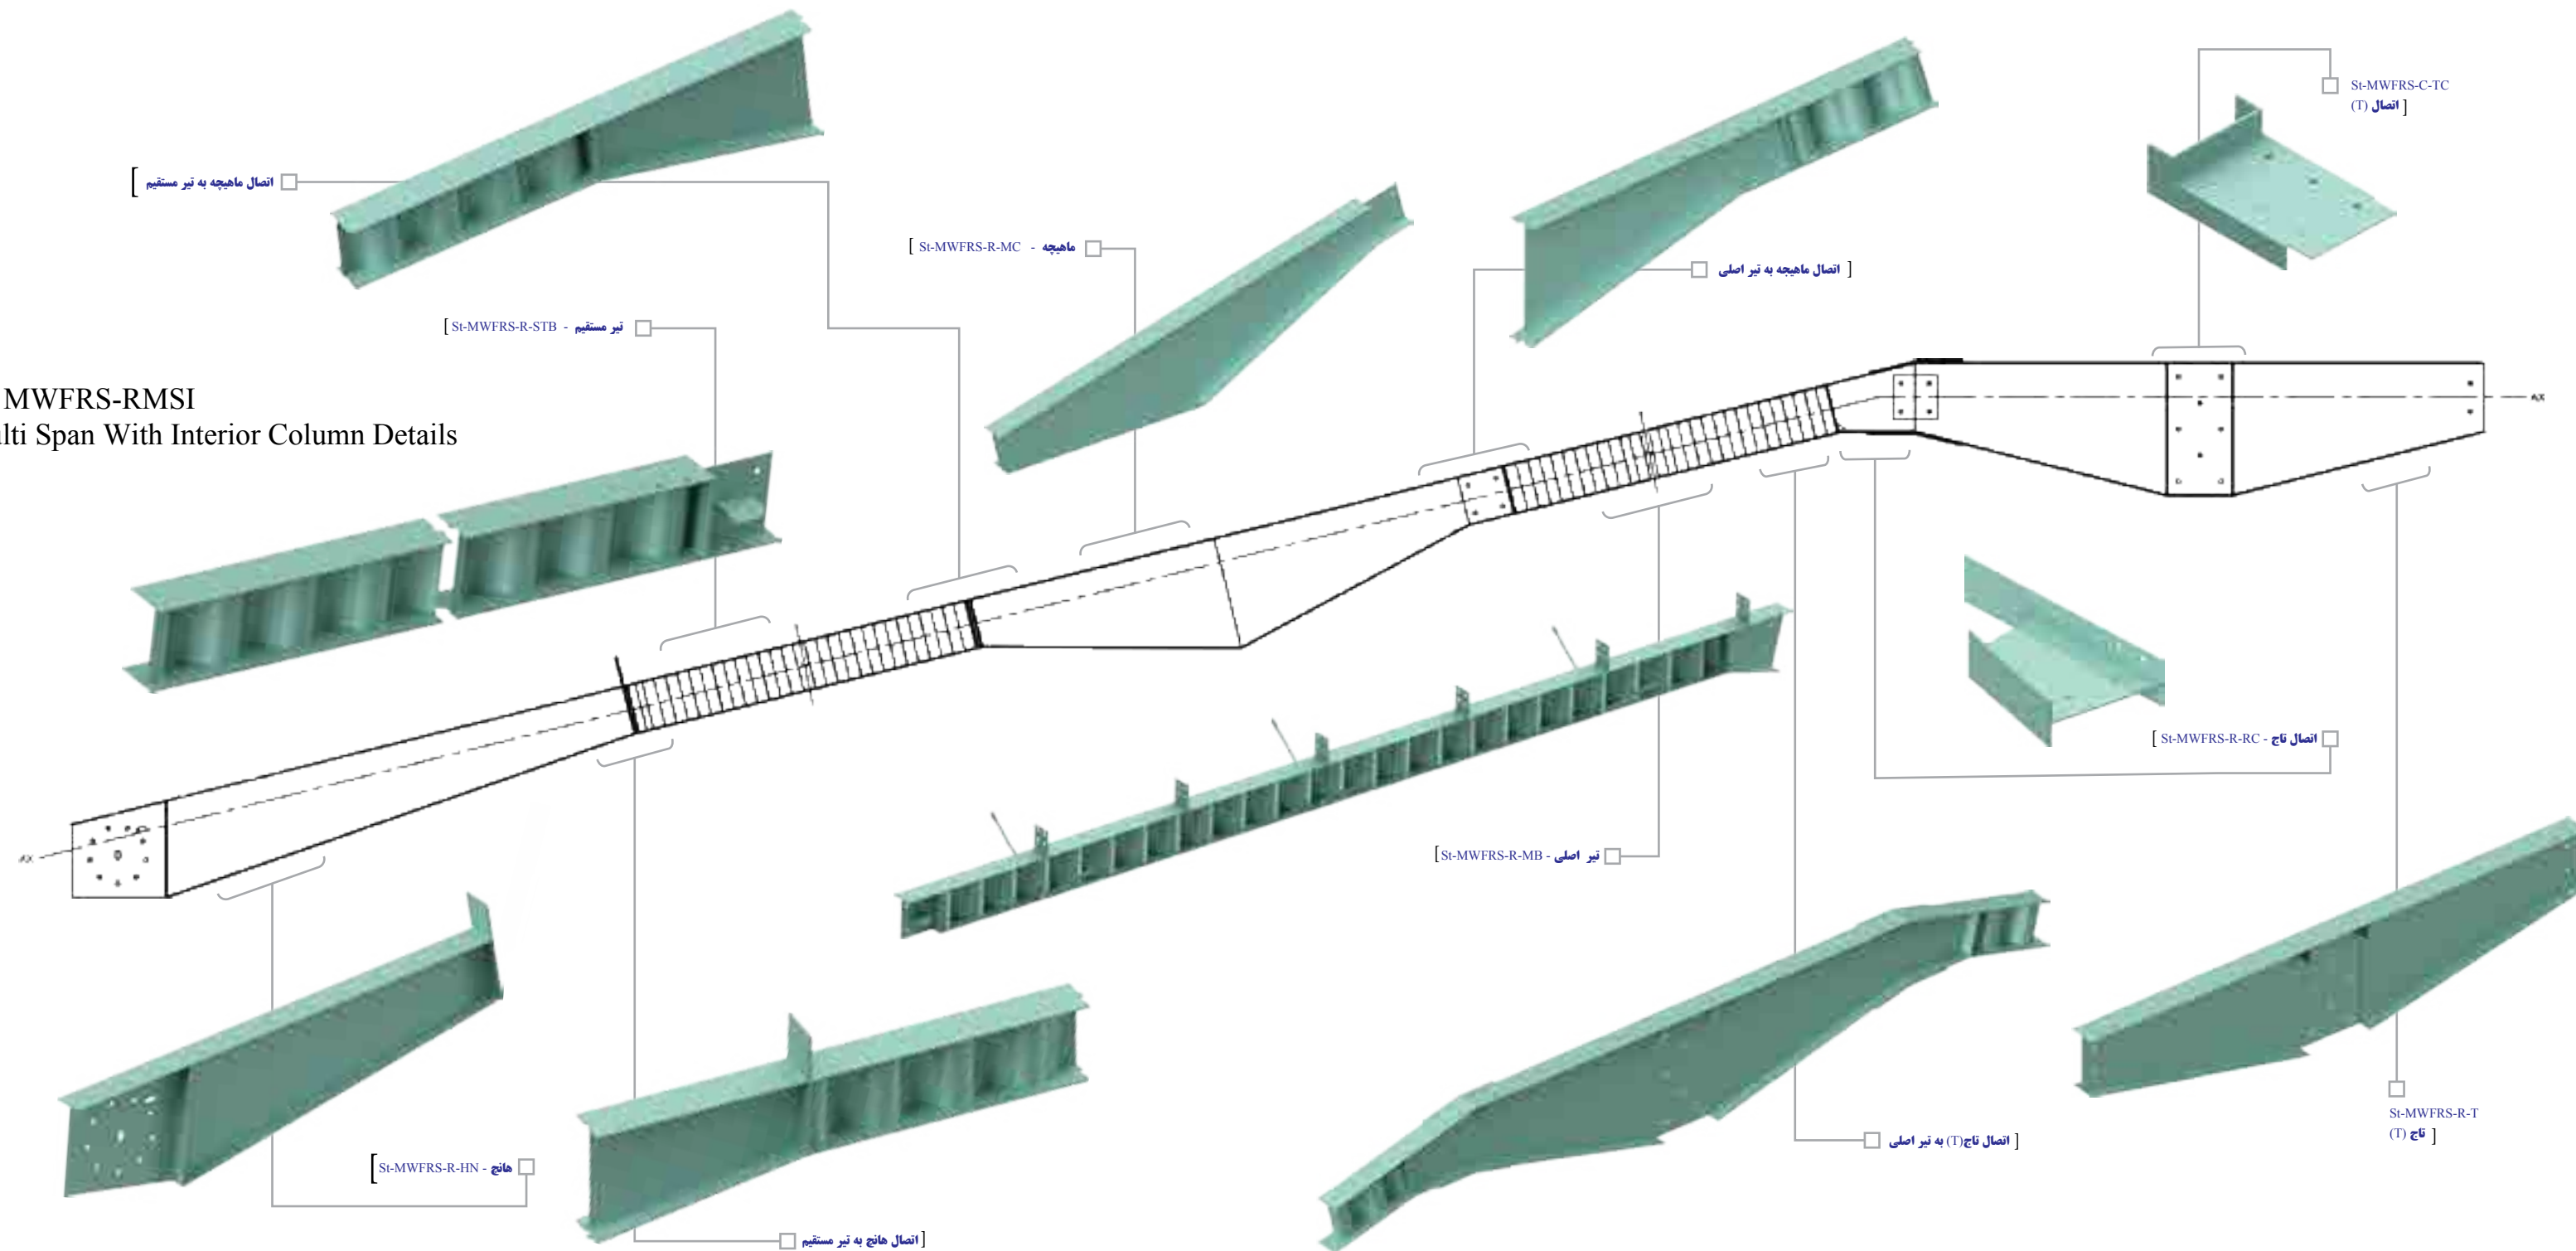 St-MWFRS-C-TC
[ اتصال (T)
[ اتصال ماهیچه به تیر مستقیم
[ St-MWFRS-R-MC - ماهیچه
[ اتصال ماهیچه به تیر اصلی
[ St-MWFRS-R-STB - تیر مستقیم
MWFRS-RMSI
lti Span With Interior Column Details
[ St-MWFRS-R-RC - اتصال تاج
[ St-MWFRS-R-MB - تیر اصلی
St-MWFRS-R-T
[ تاج (T)
[ اتصال تاج(T) به تیر اصلی
[ St-MWFRS-R-HN - هانچ
[ اتصال هانچ به تیر مستقیم